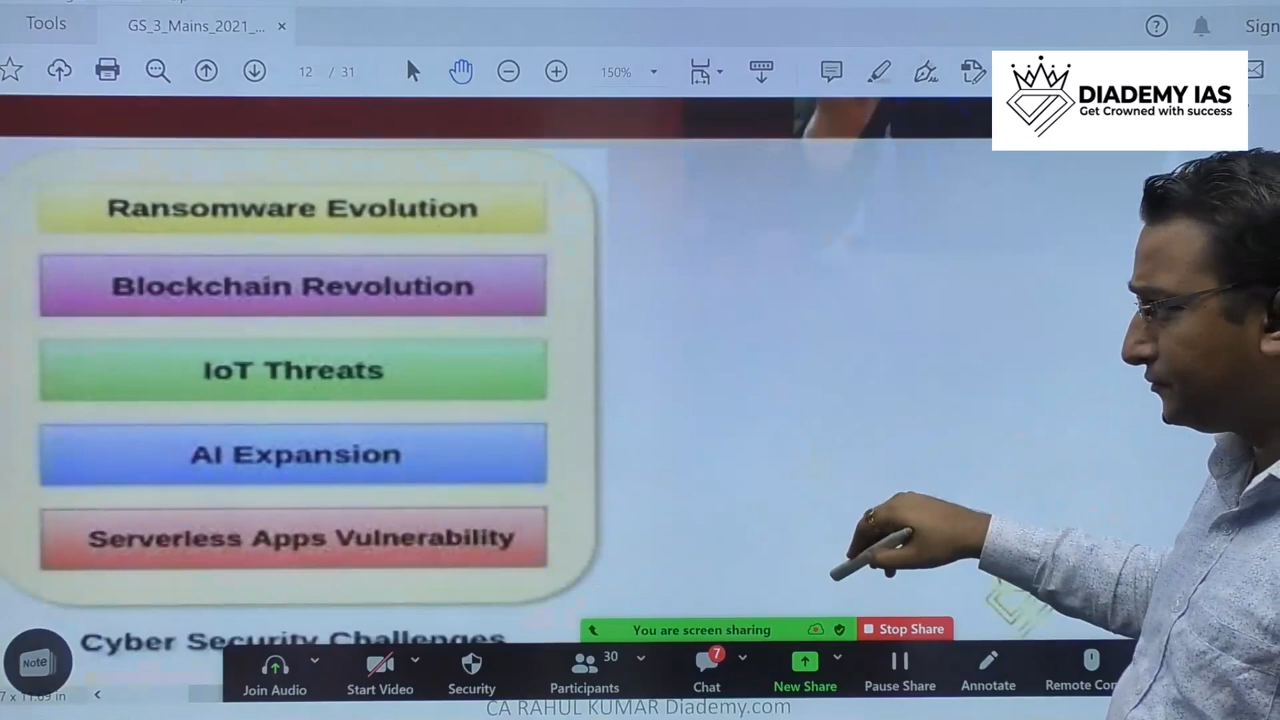 Tools
GS_3_Mains_2021_... ×
Sign
12 / 31
150%
DIADEMY IAS
Get Crowned with success
Ransomware Evolution
Blockchain Revolution
IoT Threats
AI Expansion
Serverless Apps Vulnerability
Cyber Security Challenges
You are screen sharing
Stop Share
Note
30
7
Join Audio
Start Video
Security
Participants
Chat
New Share
Pause Share
Annotate
Remote Con
CA RAHUL KUMAR Diademy.com